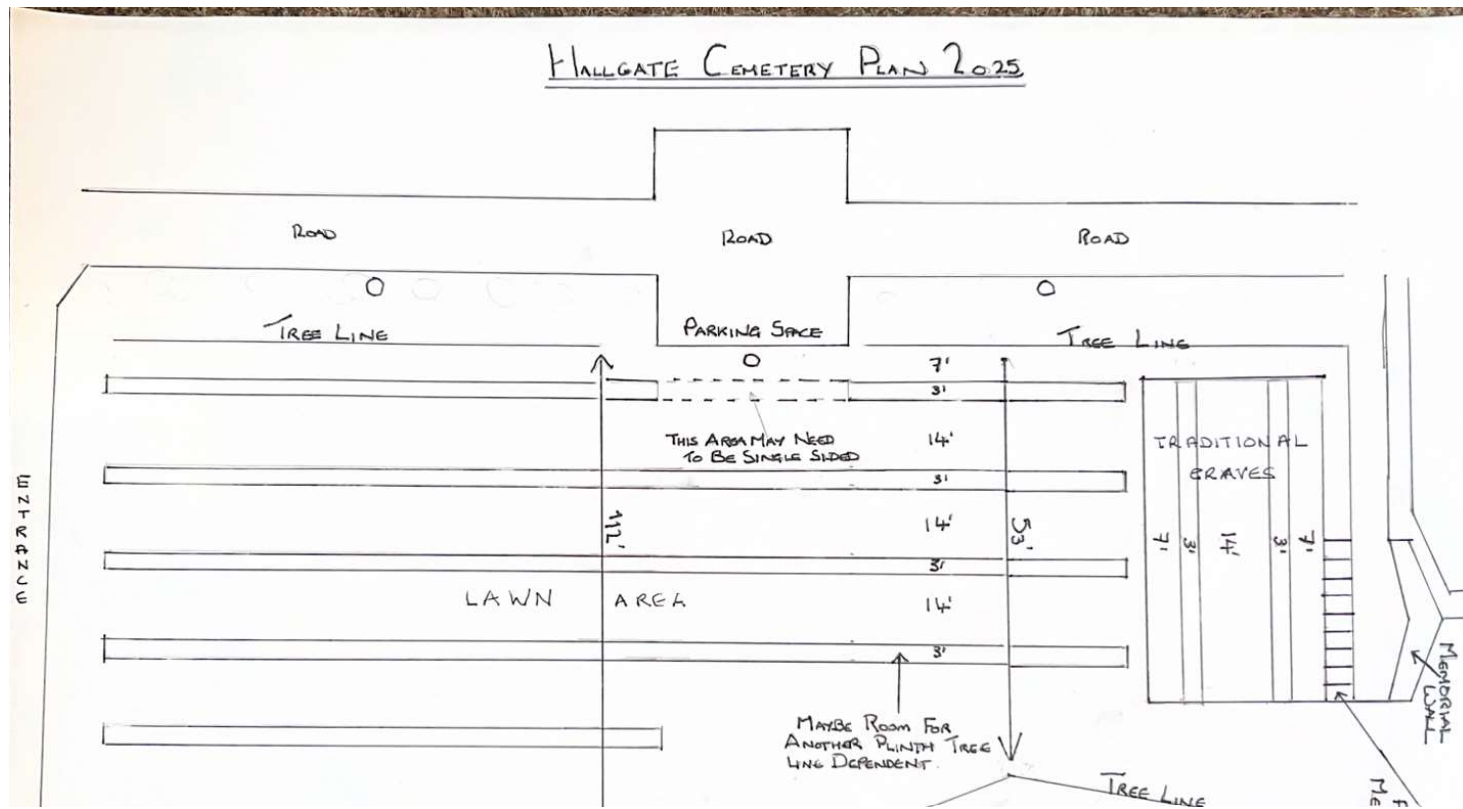 HALLGATE CEMETERY PLAN 2025
ROAD
ROAD
ROAD
TREE LINE
PARKING SPACE
TREE LINE
7'
3'
THIS AREA MAY NEED
TO BE SINGLE SIDED
14'
3'
TRADITIONAL
GRAVES
ENTRANCE
112'
14'
53'
7'
3'
14'
3'
7'
3'
LAWN AREA
14'
3'
MEMORIAL
WALL
MAYBE ROOM FOR
ANOTHER PLINTH TREE
LINE DEPENDENT.
TREE LINE